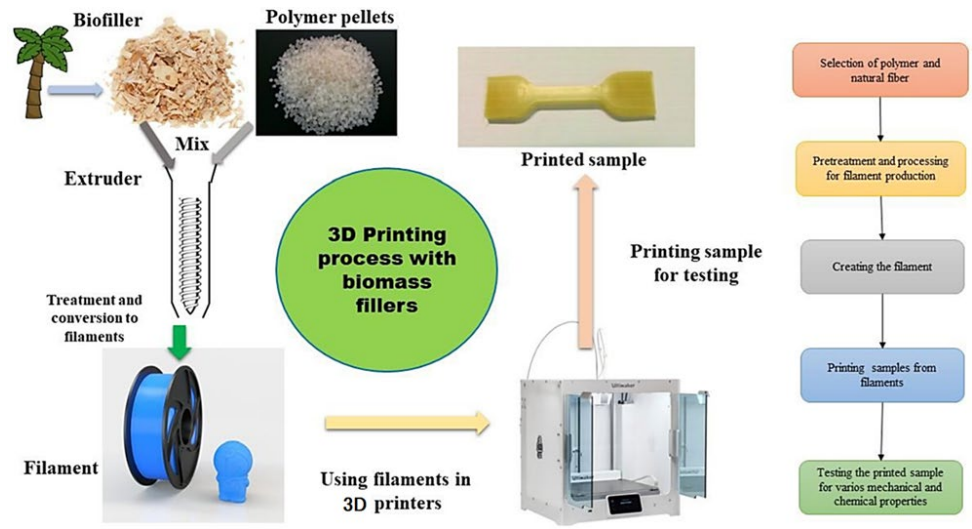 Biofiller
Polymer pellets
Mix
Extruder
Treatment and
conversion to
filaments
Filament
3D Printing
process with
biomass
fillers
Using filaments in
3D printers
Ultimaker
Printing sample
for testing
Printed sample
Selection of polymer and
natural fiber
Pretreatment and processing
for filament production
Creating the filament
Printing samples from
filaments
Testing the printed sample
for varios mechanical and
chemical properties